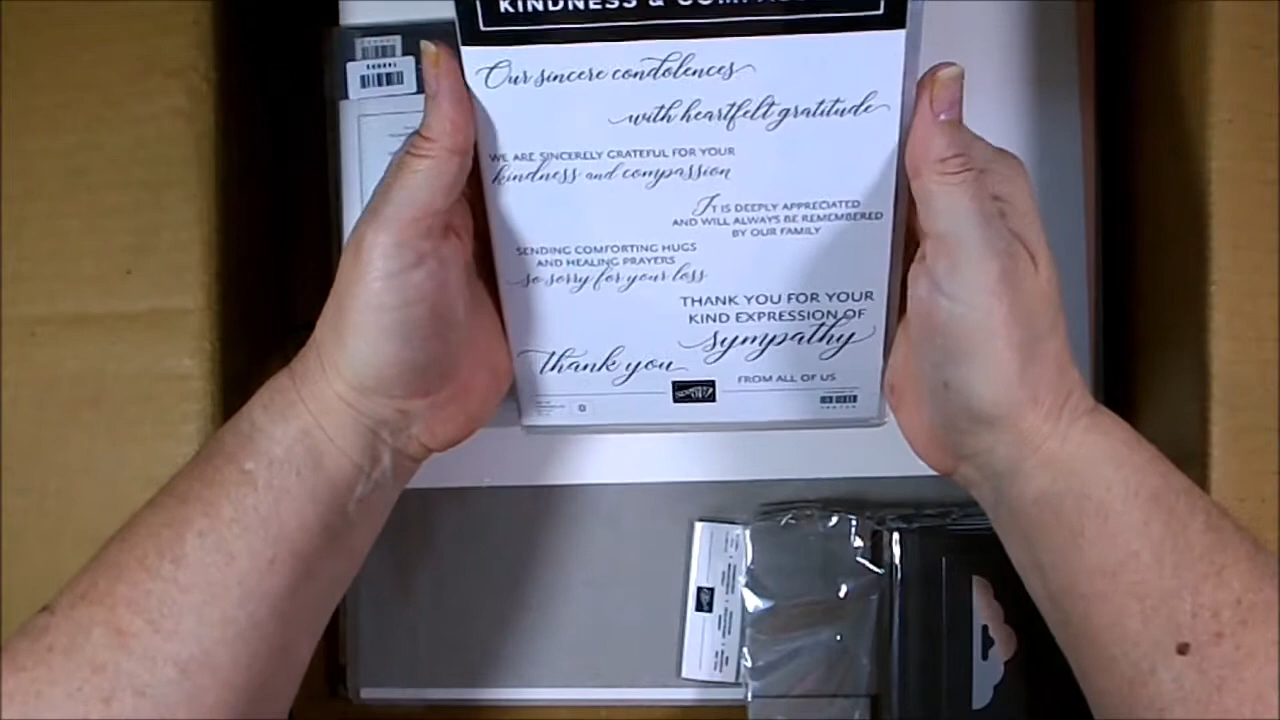 KINDNESS &
Our sincere condolences
with heartfelt gratitude
WE ARE SINCERELY GRATEFUL FOR YOUR
kindness and compassion
IT IS DEEPLY APPRECIATED
AND WILL ALWAYS BE REMEMBERED
BY OUR FAMILY
SENDING COMFORTING HUGS
AND HEALING PRAYERS
so sorry for your loss
THANK YOU FOR YOUR
KIND EXPRESSION OF
sympathy
thank you
FROM ALL OF US